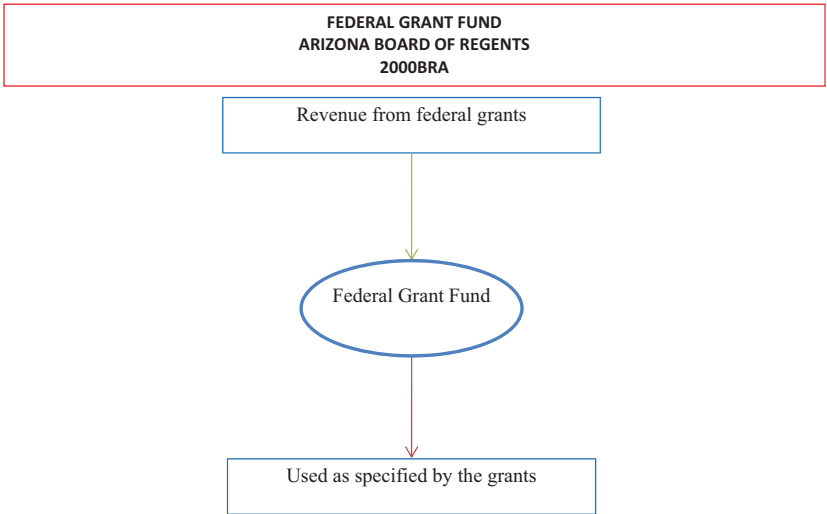 FEDERAL GRANT FUND
ARIZONA BOARD OF REGENTS
2000BRA
Revenue from federal grants
Federal Grant Fund
Used as specified by the grants